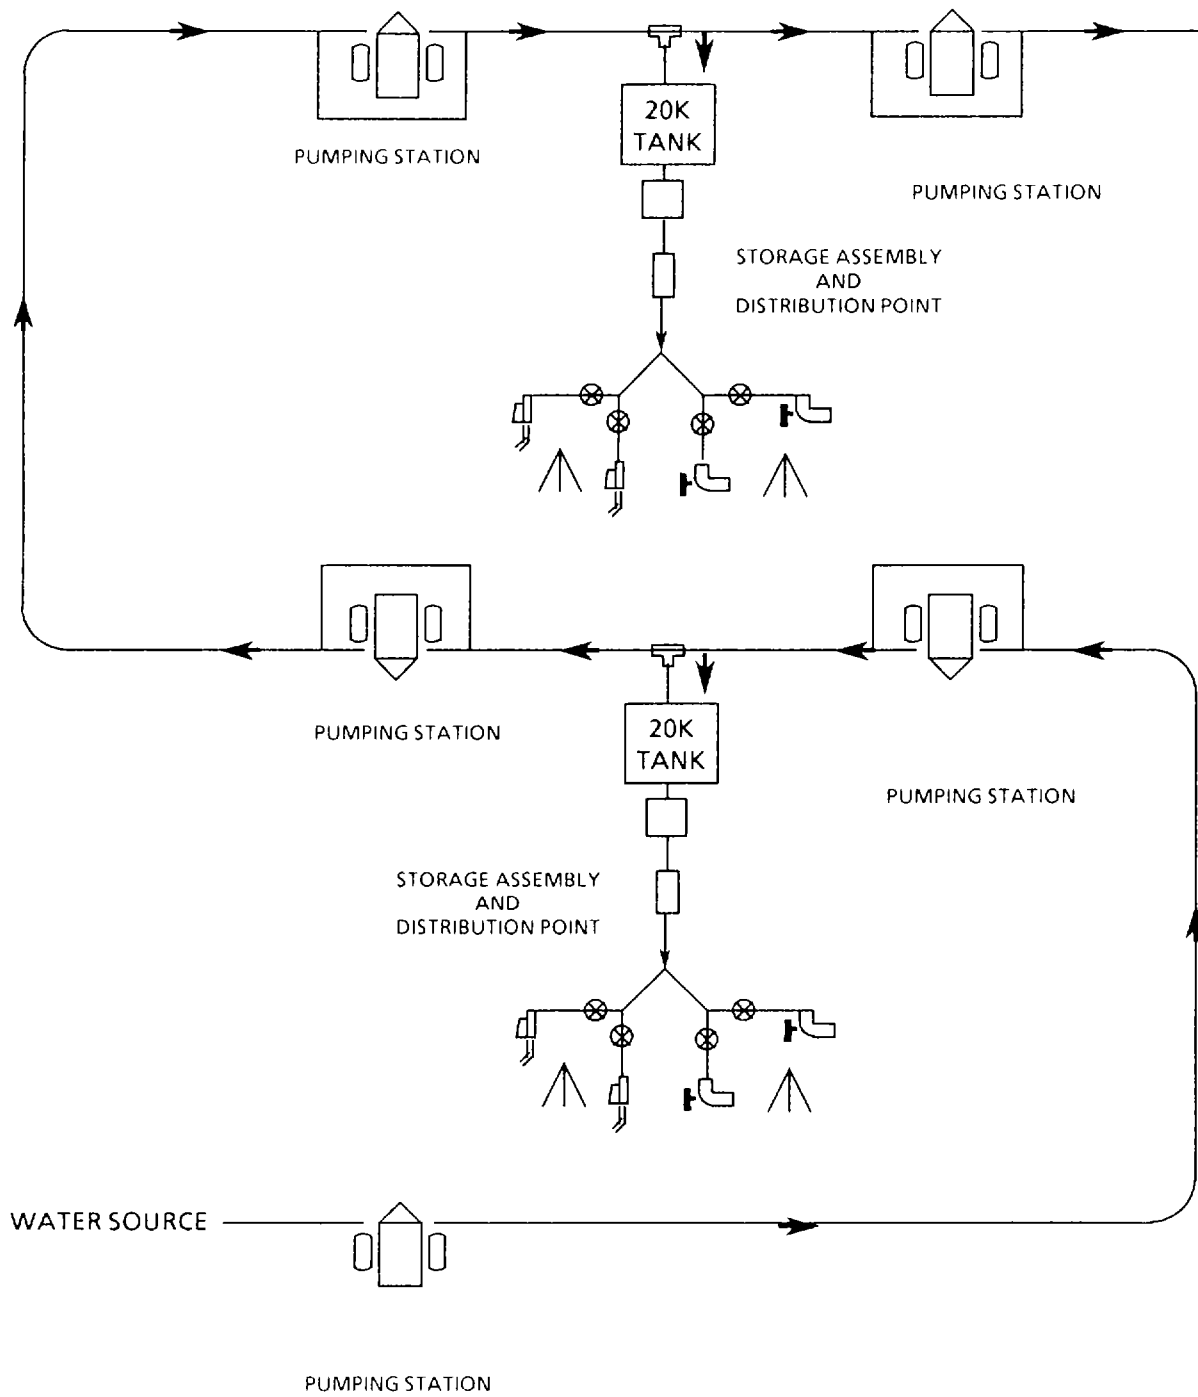 20K
TANK
PUMPING STATION
PUMPING STATION
STORAGE ASSEMBLY
AND
DISTRIBUTION POINT
PUMPING STATION
20K
TANK
PUMPING STATION
STORAGE ASSEMBLY
AND
DISTRIBUTION POINT
WATER SOURCE
PUMPING STATION